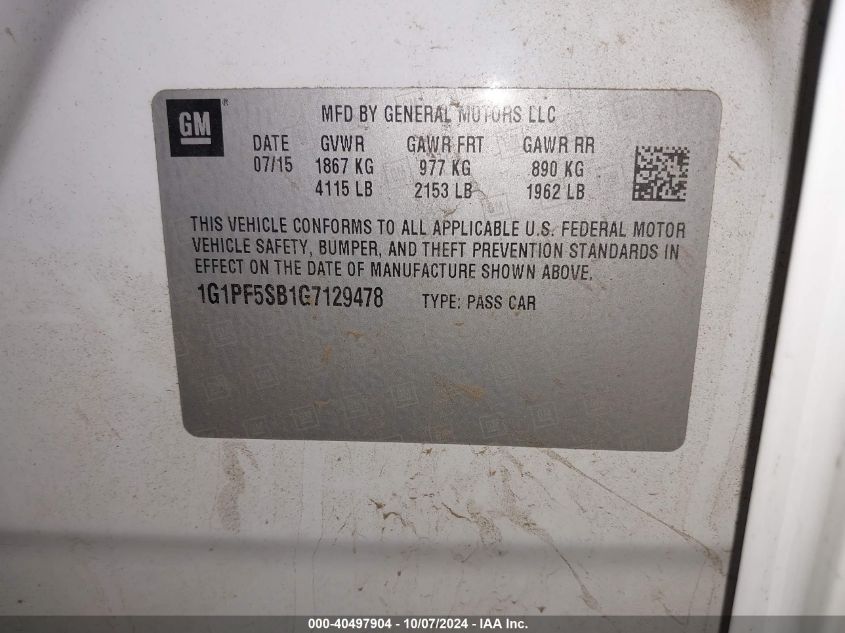 GM ®
MFD BY GENERAL MOTORS LLC
DATE GVWR GAWR FRT GAWR RR
07/15 1867 KG 977 KG 890 KG
4115 LB 2153 LB 1962 LB
THIS VEHICLE CONFORMS TO ALL APPLICABLE U.S. FEDERAL MOTOR
VEHICLE SAFETY, BUMPER, AND THEFT PREVENTION STANDARDS IN
EFFECT ON THE DATE OF MANUFACTURE SHOWN ABOVE.
1G1PF5SB1G7129478 TYPE: PASS CAR
000-40497904 - 10/07/2024 - IAA Inc.